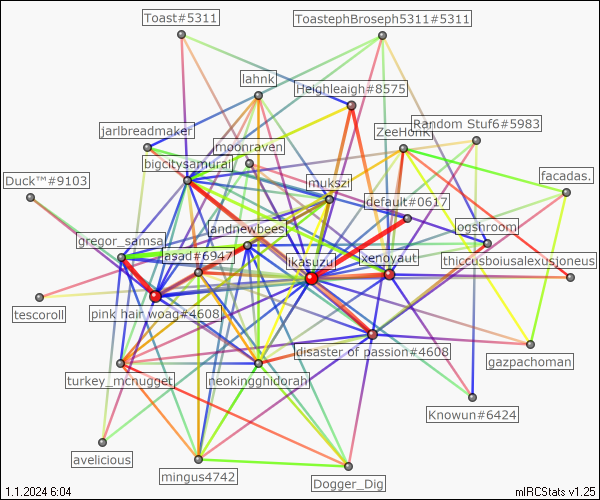 Toast#5311
ToastephBroseph5311#5311
lahnk
Heighleigh#8575
jarlbreadmaker
ZeeHonk
Random Stuf6#5983
moonraven
bigcitysamurai
Duck™#9103
mukszi
facadas.
default#0617
andnewbees
ogshroom
gregor_samsa
asad#6947
ikasuzu
xenoyaut
thiccusboiusalexusjoneus
tescoroll
pink hair woag#4608
disaster of passion#4608
gazpachoman
turkey_mcnugget
neokingghidorah
Knowun#6424
avelicious
mingus4742
Dogger_Dig
1.1.2024 6:04
mIRCStats v1.25